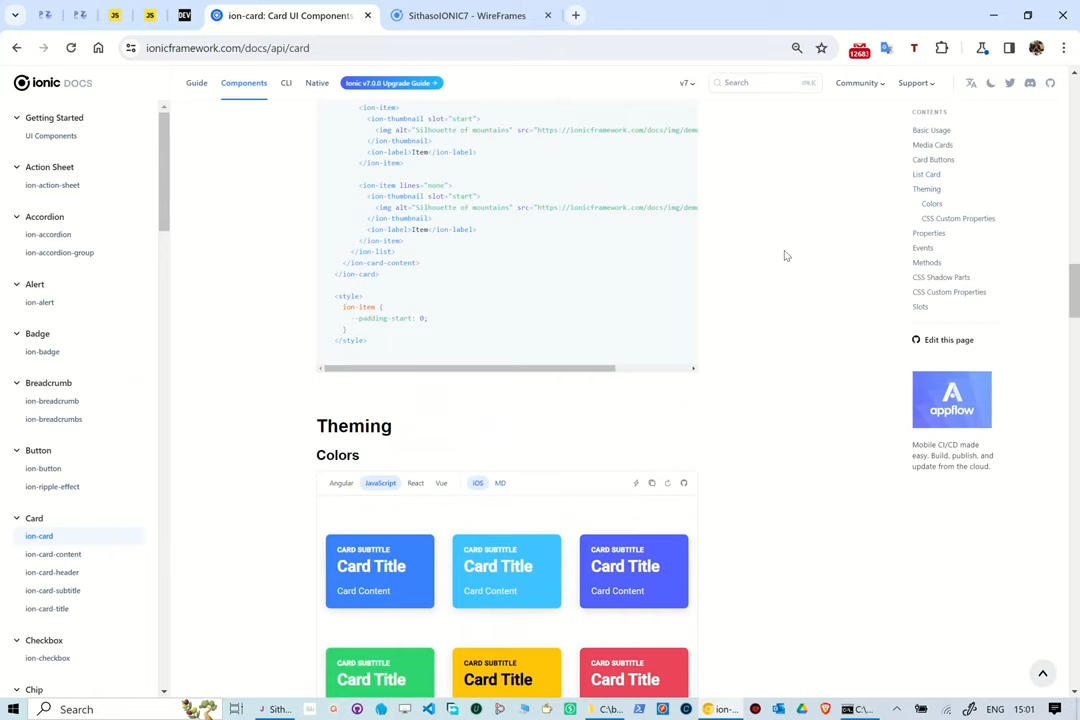 ion-card: Card UI Components
SithasoIONIC7 - WireFrames
ionicframework.com/docs/api/card
12683
ionic DOCS
Guide
Components
CLI
Native
Ionic v7.0.0 Upgrade Guide
v7
Search
Community
Support
Getting Started
UI Components
Action Sheet
ion-action-sheet
Accordion
ion-accordion
ion-accordion-group
Alert
ion-alert
Badge
ion-badge
Breadcrumb
ion-breadcrumb
ion-breadcrumbs
Button
ion-button
ion-ripple-effect
Card
ion-card
ion-card-content
ion-card-header
ion-card-subtitle
ion-card-title
Checkbox
ion-checkbox
Chip
<ion-item>
<ion-thumbnail slot="start">
<img alt="Silhouette of mountains" src="https://ionicframework.com/docs/img/demo
</ion-thumbnail>
<ion-label>Item</ion-label>
</ion-item>
<ion-item lines="none">
<ion-thumbnail slot="start">
<img alt="Silhouette of mountains" src="https://ionicframework.com/docs/img/demo
</ion-thumbnail>
<ion-label>Item</ion-label>
</ion-item>
</ion-list>
</ion-card-content>
</ion-card>
<style>
ion-item {
--padding-start: 0;
}
</style>
Theming
Colors
Angular
JavaScript
React
Vue
iOS
MD
CARD SUBTITLE
Card Title
Card Content
CARD SUBTITLE
Card Title
Card Content
CARD SUBTITLE
Card Title
Card Content
CARD SUBTITLE
Card Title
CARD SUBTITLE
Card Title
CARD SUBTITLE
Card Title
CONTENTS
Basic Usage
Media Cards
Card Buttons
List Card
Theming
Colors
CSS Custom Properties
Properties
Events
Methods
CSS Shadow Parts
CSS Custom Properties
Slots
Edit this page
appflow
Mobile CI/CD made
easy. Build, publish, and
update from the cloud.
Search
Sith...
C:\b...
ion-...
C:\...
ENG
15:01